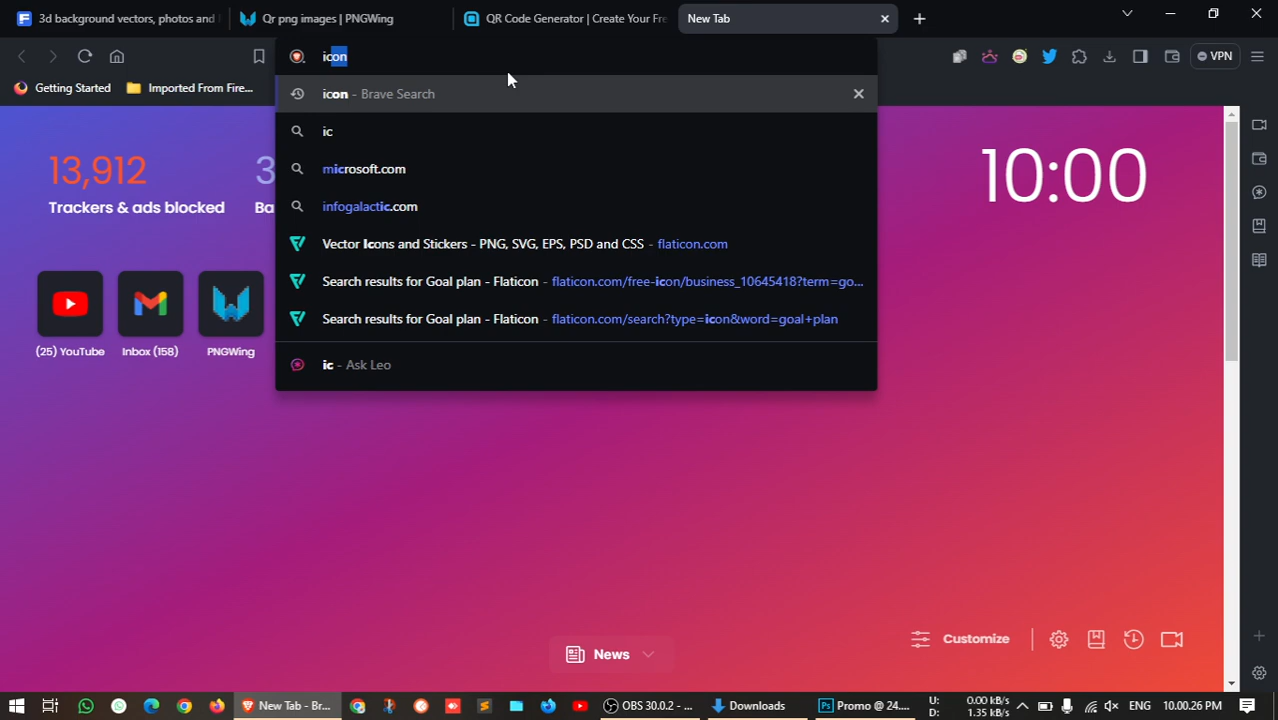 3d background vectors, photos and
Qr png images | PNGWing
QR Code Generator | Create Your Fre
New Tab
icon
VPN
Getting Started
Imported From Fire...
icon - Brave Search
ic
microsoft.com
infogalactic.com
Vector Icons and Stickers - PNG, SVG, EPS, PSD and CSS - flaticon.com
Search results for Goal plan - Flaticon - flaticon.com/free-icon/business_10645418?term=go...
Search results for Goal plan - Flaticon - flaticon.com/search?type=icon&word=goal+plan
ic - Ask Leo
13,912
Trackers & ads blocked
3
Ba
10:00
(25) YouTube
Inbox (158)
PNGWing
News
Customize
New Tab - Br...
OBS 30.0.2 - ...
Downloads
Ps
Promo @ 24....
U: 0.00 kB/s
D: 1.35 kB/s
ENG
10.00.26 PM